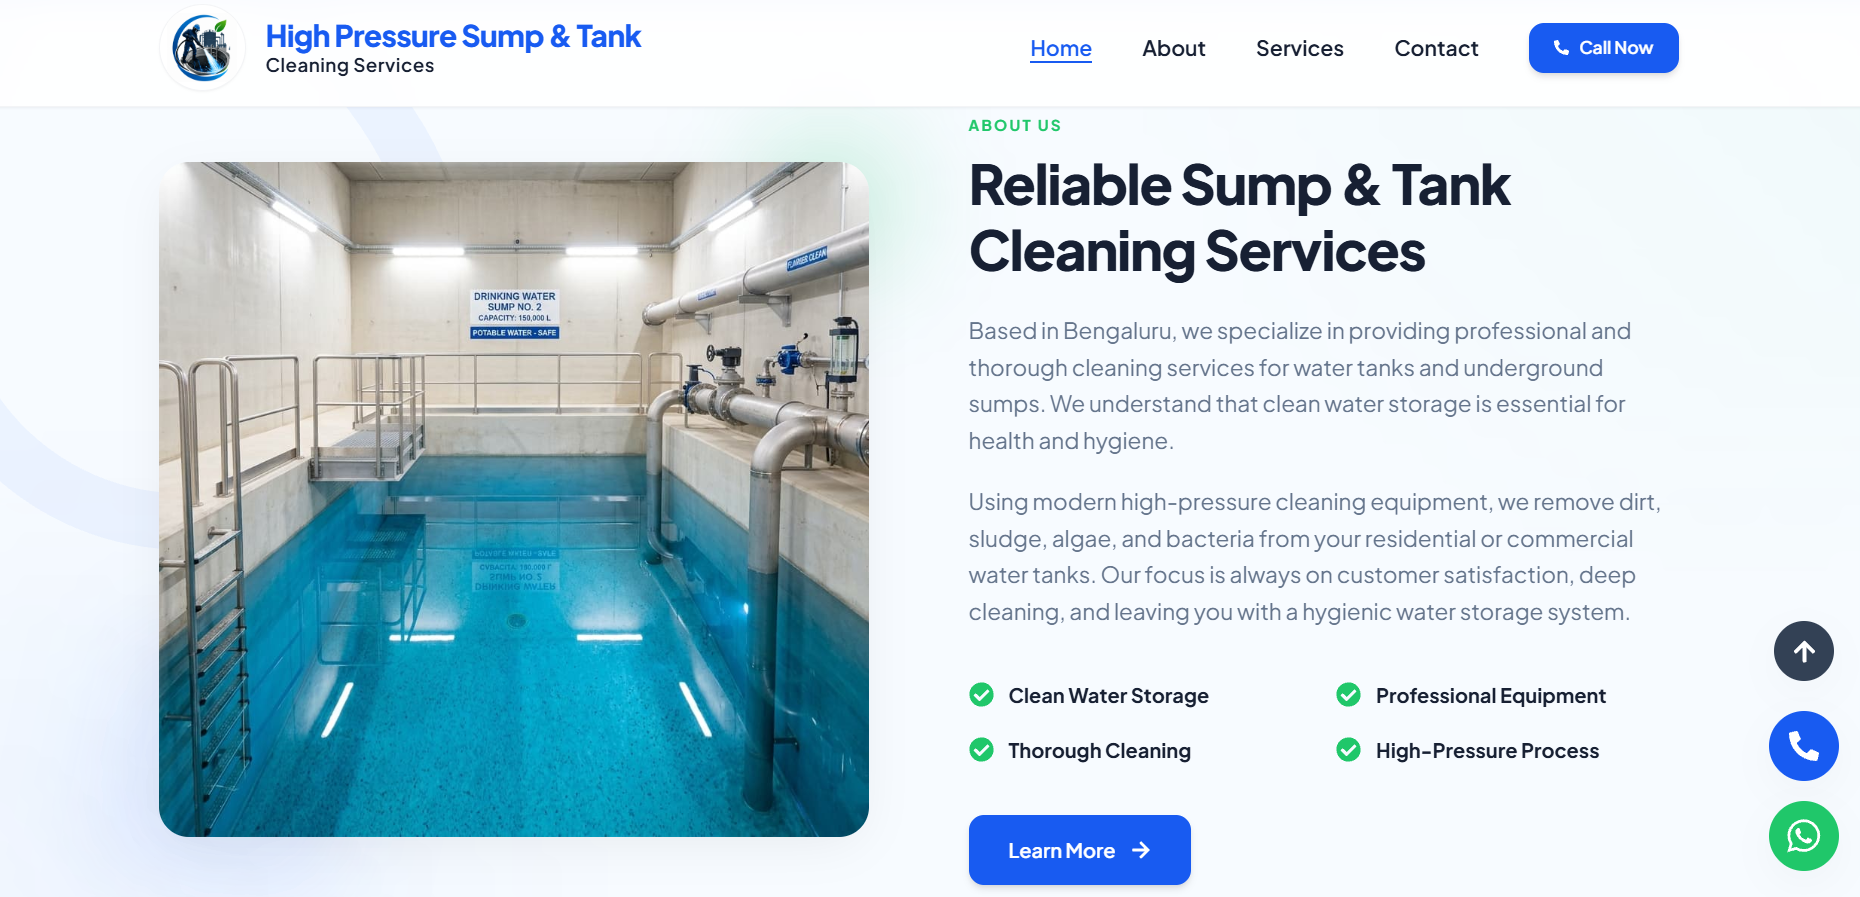 High Pressure Sump & Tank
Cleaning Services
Home
About
Services
Contact
Call Now
ABOUT US
Reliable Sump & Tank
Cleaning Services
Based in Bengaluru, we specialize in providing professional and
thorough cleaning services for water tanks and underground
sumps. We understand that clean water storage is essential for
health and hygiene.
Using modern high-pressure cleaning equipment, we remove dirt,
sludge, algae, and bacteria from your residential or commercial
water tanks. Our focus is always on customer satisfaction, deep
cleaning, and leaving you with a hygienic water storage system.
Clean Water Storage
Professional Equipment
Thorough Cleaning
High-Pressure Process
Learn More
DRINKING WATER
SUMP NO. 2
CAPACITY: 150,000 L
POTABLE WATER - SAFE